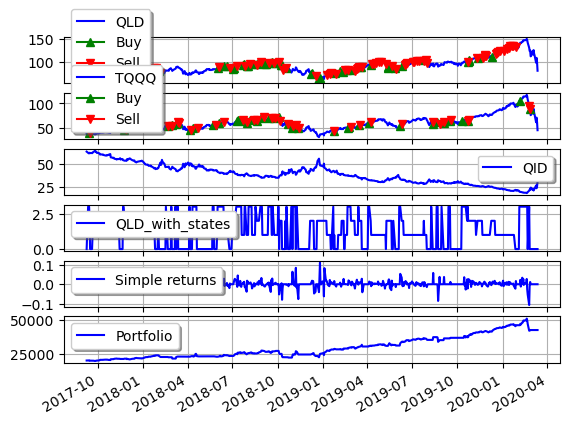 QLD
Buy
Sell
150
100
TQQQ
Buy
Sell
100
50
QID
50
25
QLD_with_states
2.5
0.0
Simple returns
0.1
0.0
−0.1
Portfolio
50000
25000
2017-10 2018-01 2018-04 2018-07 2018-10 2019-01 2019-04 2019-07 2019-10 2020-01 2020-04